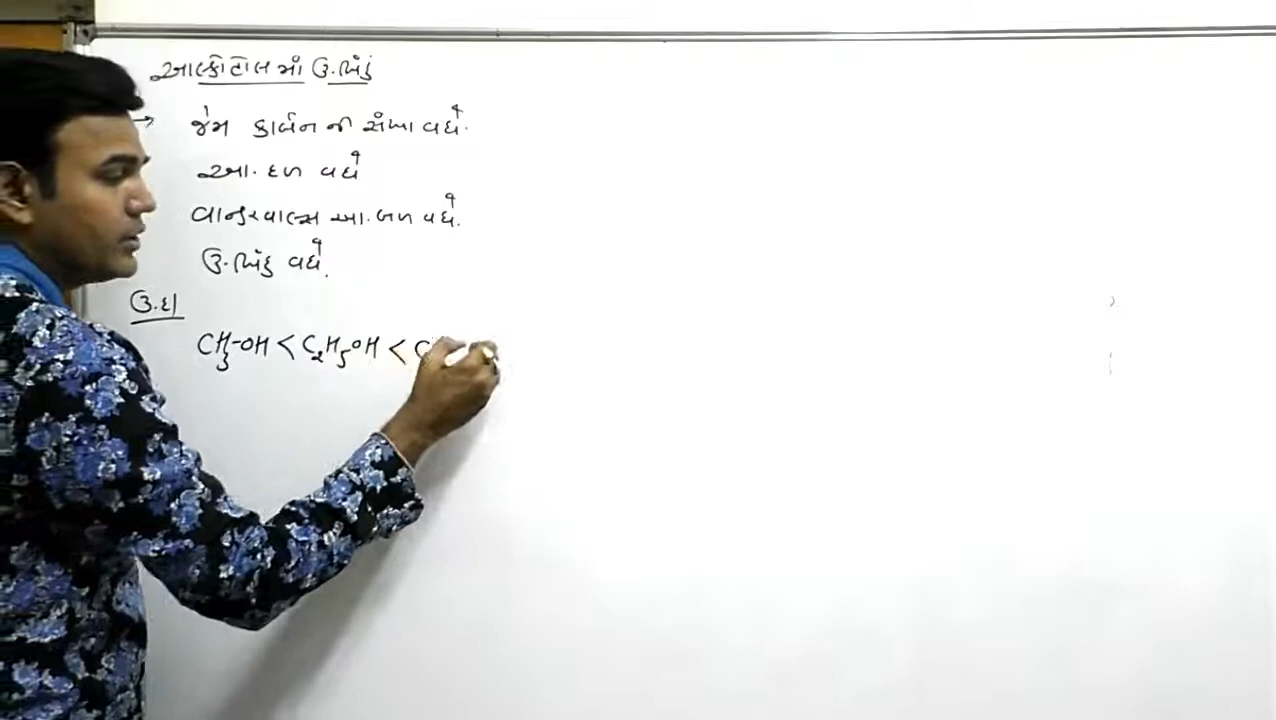 આલ્કોહોલ માં ઉ.બિંદુ
→ જેમ કાર્બન ની સંખ્યા વધે.
આ. દળ વધે
વાન્ડરવાલ્સ આ. બળ વધે.
ઉ.બિંદુ વધે.
ઉ.દા
CH₃-OH < C₂H₅OH < C